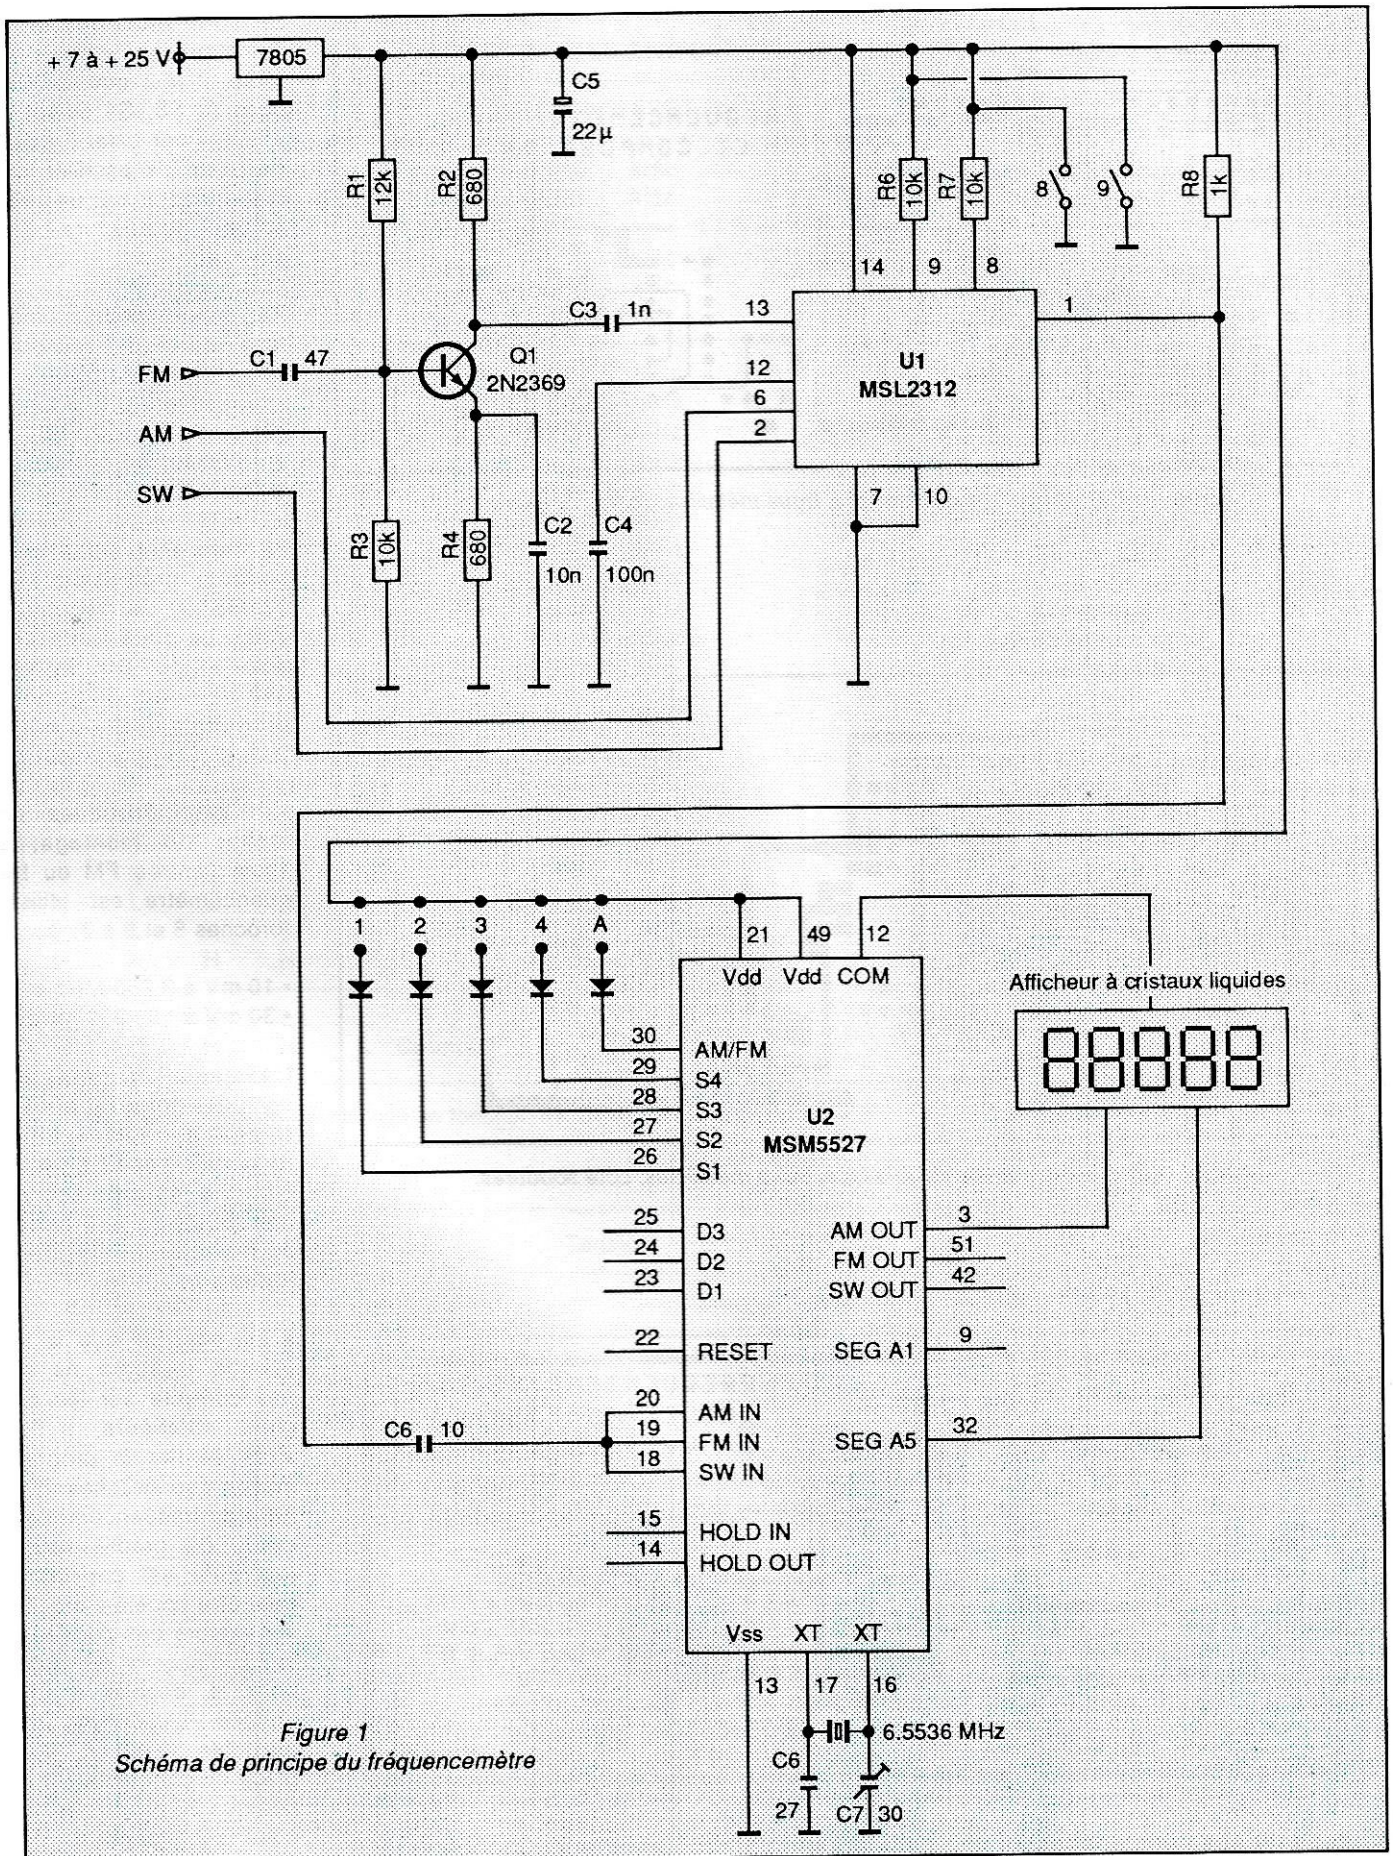 + 7 à + 25 V
7805
C5
22µ
R1
12k
R2
680
R6
10k
R7
10k
8
9
R8
1k
14
9
8
C3
1n
13
1
FM
C1
47
Q1
2N2369
12
U1
MSL2312
AM
6
2
SW
7
10
R3
10k
R4
680
C2
10n
C4
100n
1
2
3
4
A
21
49
12
Vdd
Vdd
COM
Afficheur à cristaux liquides
88888
30
AM/FM
29
S4
28
S3
27
S2
26
S1
U2
MSM5527
25
D3
24
D2
23
D1
AM OUT
3
FM OUT
51
SW OUT
42
22
RESET
SEG A1
9
C6
10
20
AM IN
19
FM IN
18
SW IN
SEG A5
32
15
HOLD IN
14
HOLD OUT
Vss
XT
XT
13
17
16
6.5536 MHz
C6
27
C7
30
Figure 1
Schéma de principe du fréquencemètre